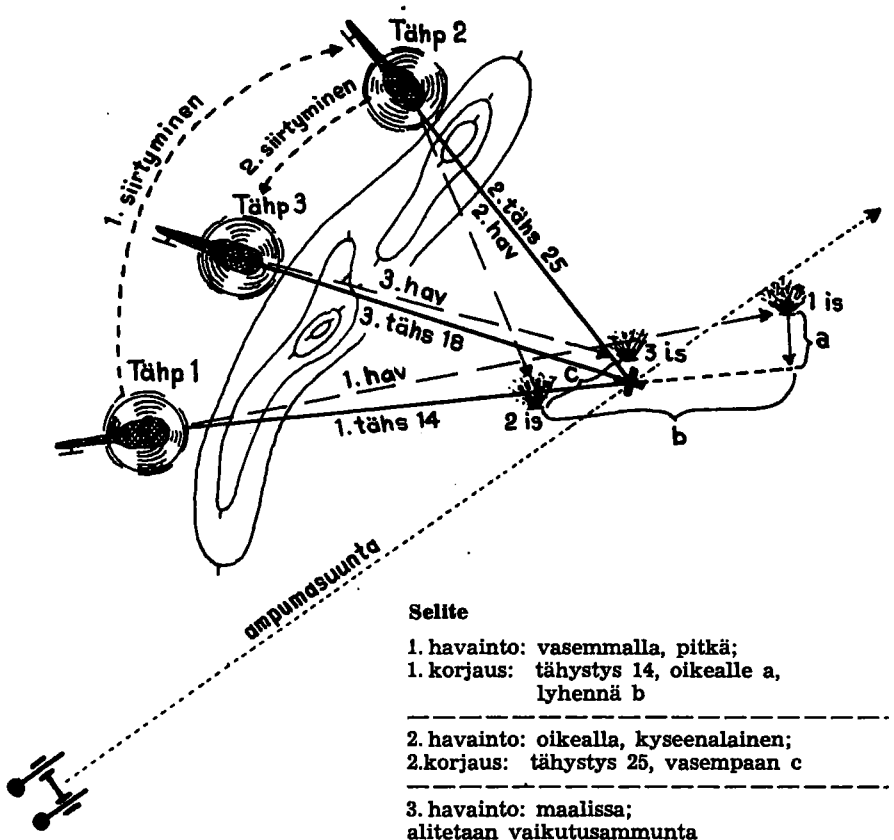 Tähp 2
1. siirtyminen
2. siirtyminen
Tähp 3
2. tähs 25
2. hav
3. hav
3. tähs 18
1 is
a
Tähp 1
1. hav
3 is
c
1. tähs 14
2 is
b
ampumasuunta
Selite
1. havainto: vasemmalla, pitkä;
1. korjaus: tähystys 14, oikealle a,
lyhennä b
2. havainto: oikealla, kyseenalainen;
2. korjaus: tähystys 25, vasempaan c
3. havainto: maalissa;
alitetaan vaikutusammunta